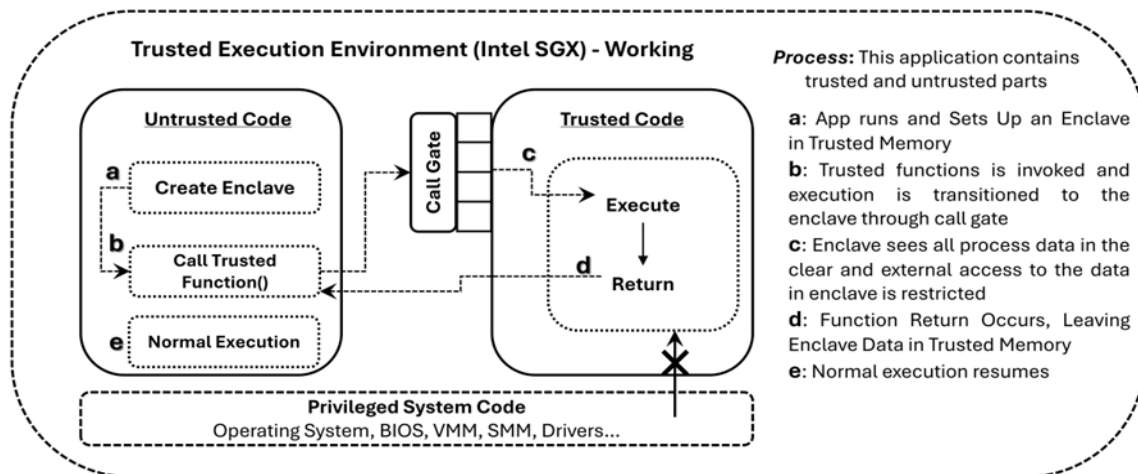 Trusted Execution Environment (Intel SGX) - Working
Untrusted Code
a
Create Enclave
b
Call Trusted
Function()
e
Normal Execution
Call Gate
Trusted Code
c
Execute
d
Return
Privileged System Code
Operating System, BIOS, VMM, SMM, Drivers...
Process: This application contains
trusted and untrusted parts
a: App runs and Sets Up an Enclave
in Trusted Memory
b: Trusted functions is invoked and
execution is transitioned to the
enclave through call gate
c: Enclave sees all process data in the
clear and external access to the data
in enclave is restricted
d: Function Return Occurs, Leaving
Enclave Data in Trusted Memory
e: Normal execution resumes